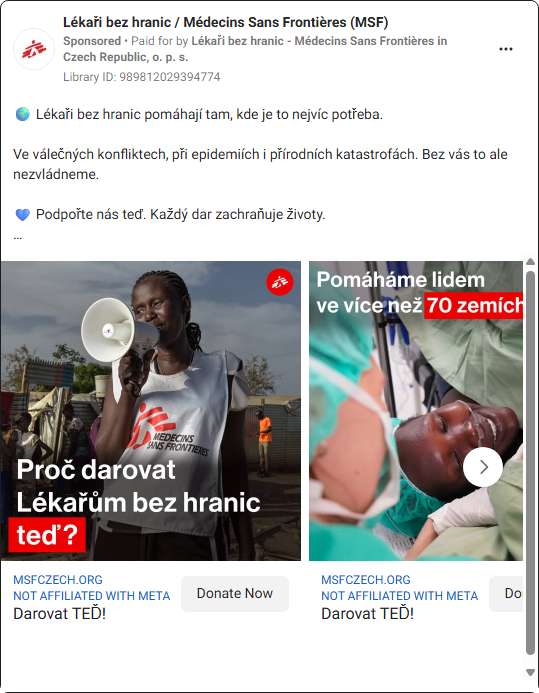 Lékaři bez hranic / Médecins Sans Frontières (MSF)
Sponsored • Paid for by Lékaři bez hranic - Médecins Sans Frontières in
Czech Republic, o. p. s.
Library ID: 989812029394774
🌍 Lékaři bez hranic pomáhají tam, kde je to nejvíc potřeba.
Ve válečných konfliktech, při epidemiích i přírodních katastrofách. Bez vás to ale
nezvládneme.
💙 Podpořte nás teď. Každý dar zachraňuje životy.
...
MEDECINS
SANS FRONTIERES
Proč darovat
Lékařům bez hranic
teď?
MSFCZECH.ORG
NOT AFFILIATED WITH META
Darovat TEĎ!
Donate Now
Pomáháme lidem
ve více než 70 zemích
MSFCZECH.ORG
NOT AFFILIATED WITH META
Darovat TEĎ!
Do